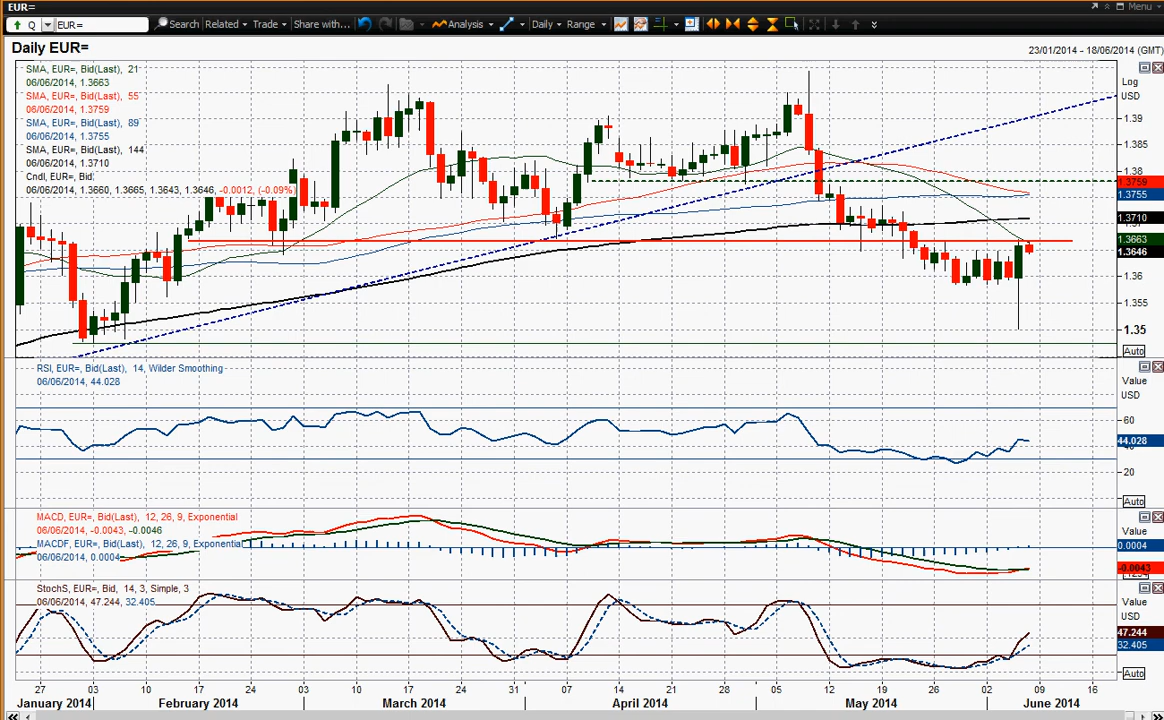 EUR=
Menu
Q EUR= Search Related Trade Share with... Analysis Daily Range
Daily EUR=
23/01/2014 - 18/06/2014 (GMT)
SMA, EUR=, Bid(Last), 21
06/06/2014, 1.3663
SMA, EUR=, Bid(Last), 55
06/06/2014, 1.3759
SMA, EUR=, Bid(Last), 89
06/06/2014, 1.3755
SMA, EUR=, Bid(Last), 144
06/06/2014, 1.3710
Cndl, EUR=, Bid
06/06/2014, 1.3660, 1.3665, 1.3643, 1.3646, -0.0012, (-0.09%)
Log
USD
1.39
1.385
1.38
1.3759
1.3755
1.3710
1.3663
1.3646
1.36
1.355
1.35
Auto
RSI, EUR=, Bid(Last), 14, Wilder Smoothing
06/06/2014, 44.028
Value
USD
60
44.028
20
Auto
MACD, EUR=, Bid(Last), 12, 26, 9, Exponential
06/06/2014, -0.0043, -0.0046
MACDF, EUR=, Bid(Last), 12, 26, 9, Exponential
06/06/2014, 0.0004
Value
USD
0.0004
-0.0043
StochS, EUR=, Bid, 14, 3, Simple, 3
06/06/2014, 47.244, 32.405
Value
USD
47.244
32.405
Auto
27 03 10 17 24 03 10 17 24 31 07 14 21 28 05 12 19 26 02 09 16
January 2014 February 2014 March 2014 April 2014 May 2014 June 2014